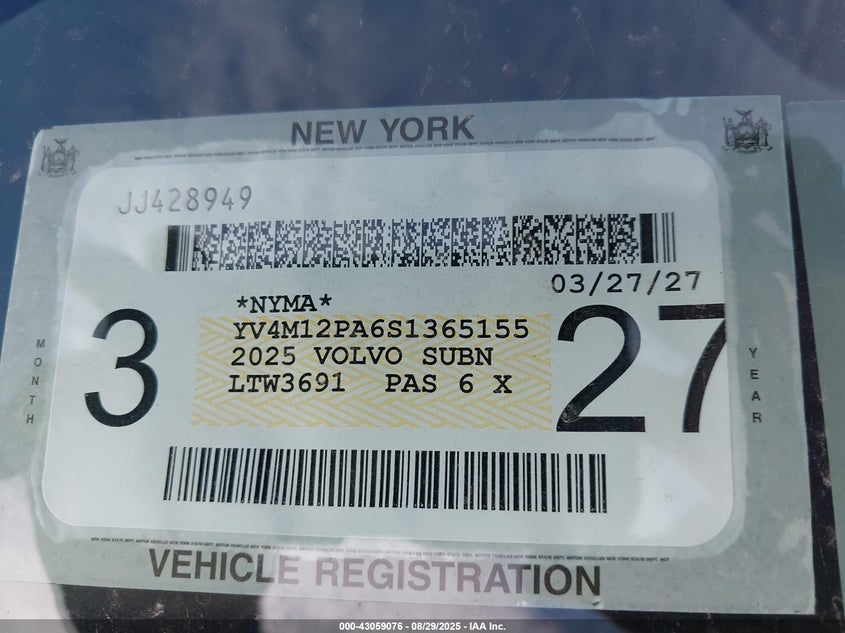 NEW YORK
JJ428949
03/27/27
*NYMA*
YV4M12PA6S1365155
2025 VOLVO SUBN
LTW3691 PAS 6 X
3
27
MONTH
YEAR
VEHICLE REGISTRATION
000-43059076 - 08/29/2025 - IAA Inc.